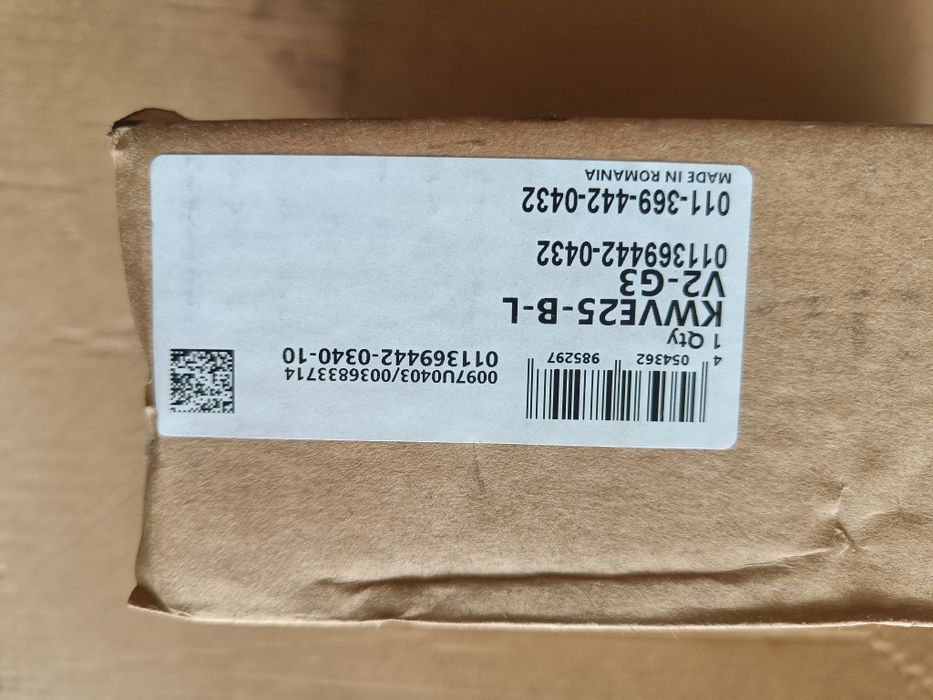 4 054362 985297
0097U0403/0036833714
011369442-0340-10
1 Qty
KWVE25-B-L
V2-G3
011369442-0432
011-369-442-0432
MADE IN ROMANIA